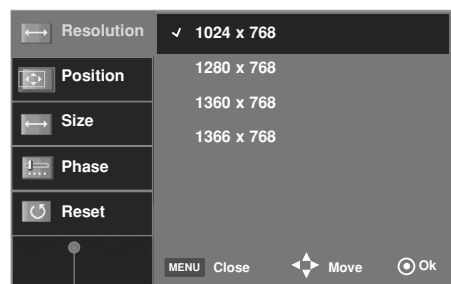 Resolution
Position
Size
Phase
Reset
1024 x 768
1280 x 768
1360 x 768
1366 x 768
MENU Close Move Ok